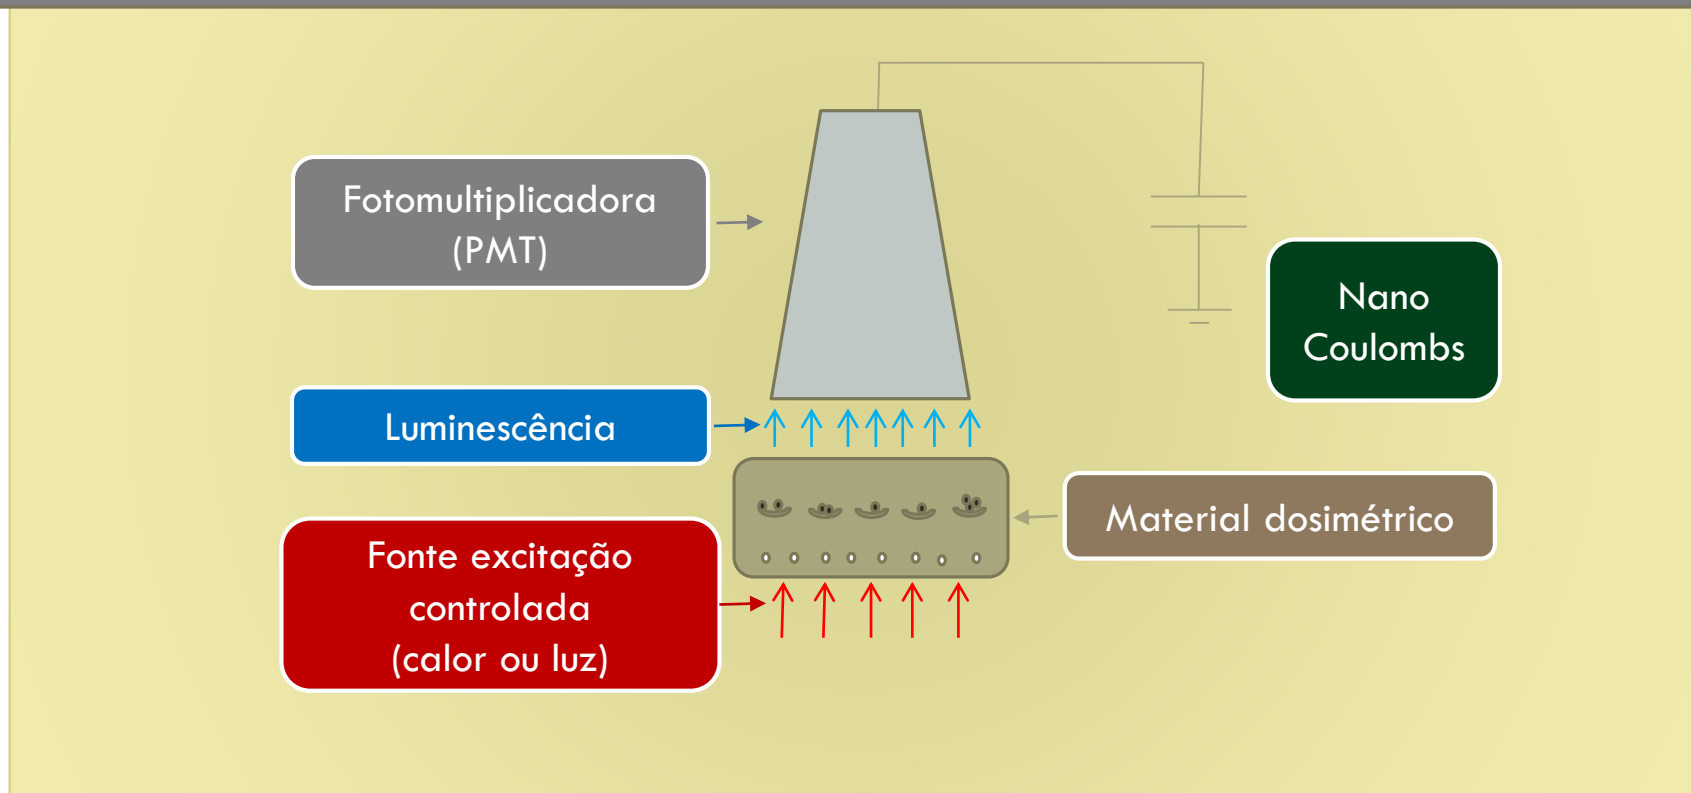 Fotomultiplicadora
(PMT)
Nano
Coulombs
Luminescência
Material dosimétrico
Fonte excitação
controlada
(calor ou luz)